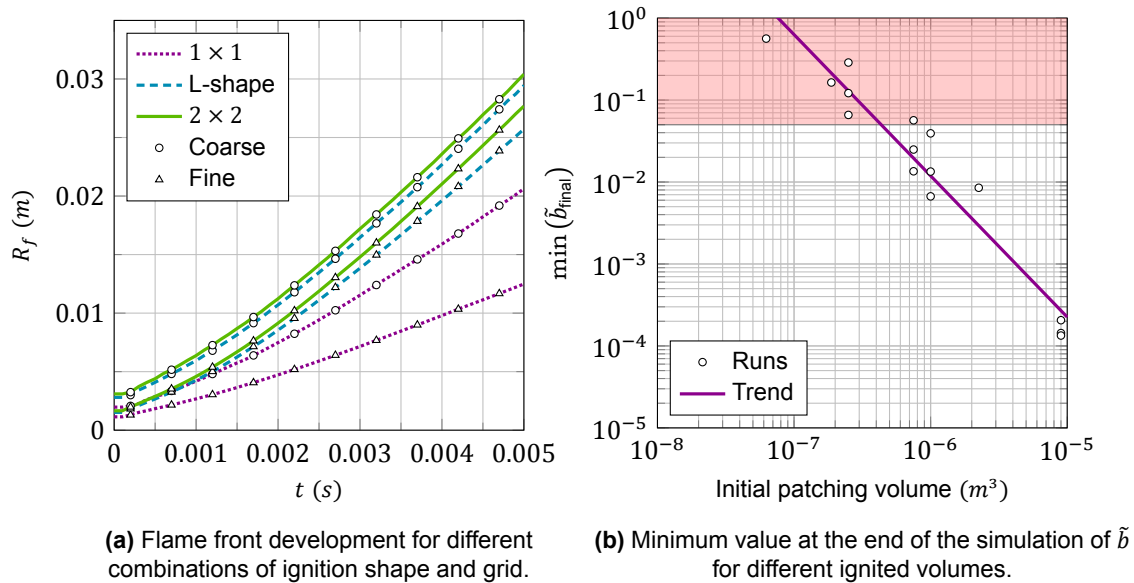 1 × 1
L-shape
2 × 2
Coarse
Fine
0.03
0.02
0.01
0
0 0.001 0.002 0.003 0.004 0.005
R_f (m)
t (s)
(a) Flame front development for different
combinations of ignition shape and grid.
10⁰
10⁻¹
10⁻²
10⁻³
10⁻⁴
10⁻⁵
10⁻⁸ 10⁻⁷ 10⁻⁶ 10⁻⁵
min (b̃_final)
Runs
Trend
Initial patching volume (m³)
(b) Minimum value at the end of the simulation of b̃
for different ignited volumes.